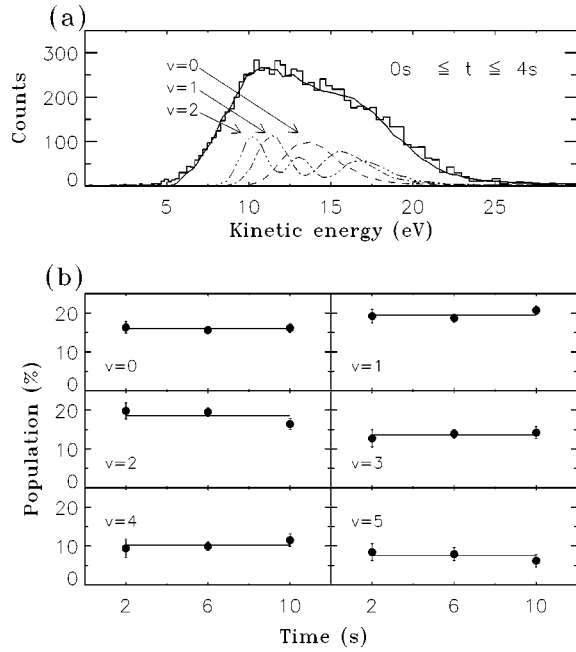 (a)
300
200
100
0
Counts
v=0
v=1
v=2
0s ≦ t ≦ 4s
5 10 15 20 25
Kinetic energy (eV)
(b)
20
10
0
v=0
v=1
20
10
0
v=2
v=3
20
10
0
v=4
v=5
Population (%)
2 6 10 2 6 10
Time (s)